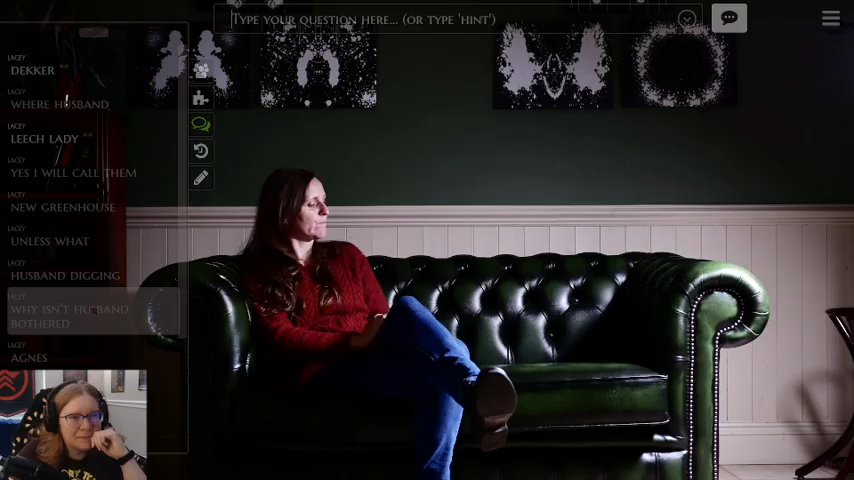 TYPE YOUR QUESTION HERE... (OR TYPE 'HINT')
LACEY
DEKKER
LACEY
WHERE HUSBAND
LACEY
LEECH LADY
LACEY
YES I WILL CALL THEM
LACEY
NEW GREENHOUSE
LACEY
UNLESS WHAT
LACEY
HUSBAND DIGGING
LACEY
WHY ISN'T HUSBAND
BOTHERED
LACEY
AGNES